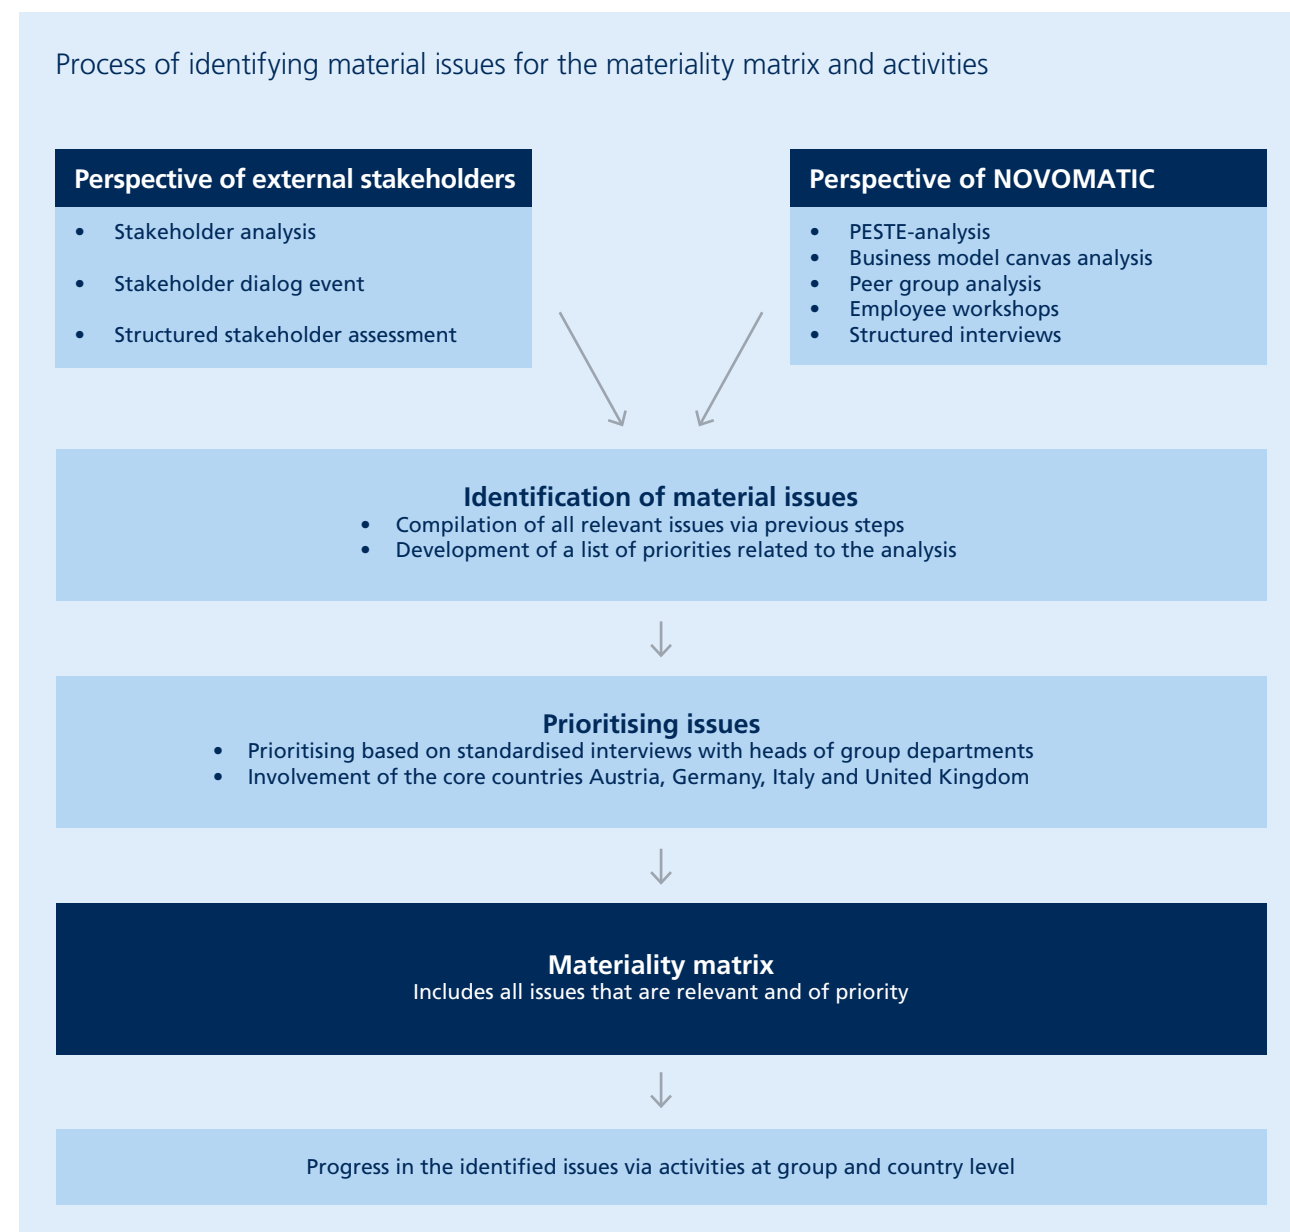 Process of identifying material issues for the materiality matrix and activities
Perspective of external stakeholders
• Stakeholder analysis
• Stakeholder dialog event
• Structured stakeholder assessment
Perspective of NOVOMATIC
• PESTE-analysis
• Business model canvas analysis
• Peer group analysis
• Employee workshops
• Structured interviews
Identification of material issues
• Compilation of all relevant issues via previous steps
• Development of a list of priorities related to the analysis
Prioritising issues
• Prioritising based on standardised interviews with heads of group departments
• Involvement of the core countries Austria, Germany, Italy and United Kingdom
Materiality matrix
Includes all issues that are relevant and of priority
Progress in the identified issues via activities at group and country level